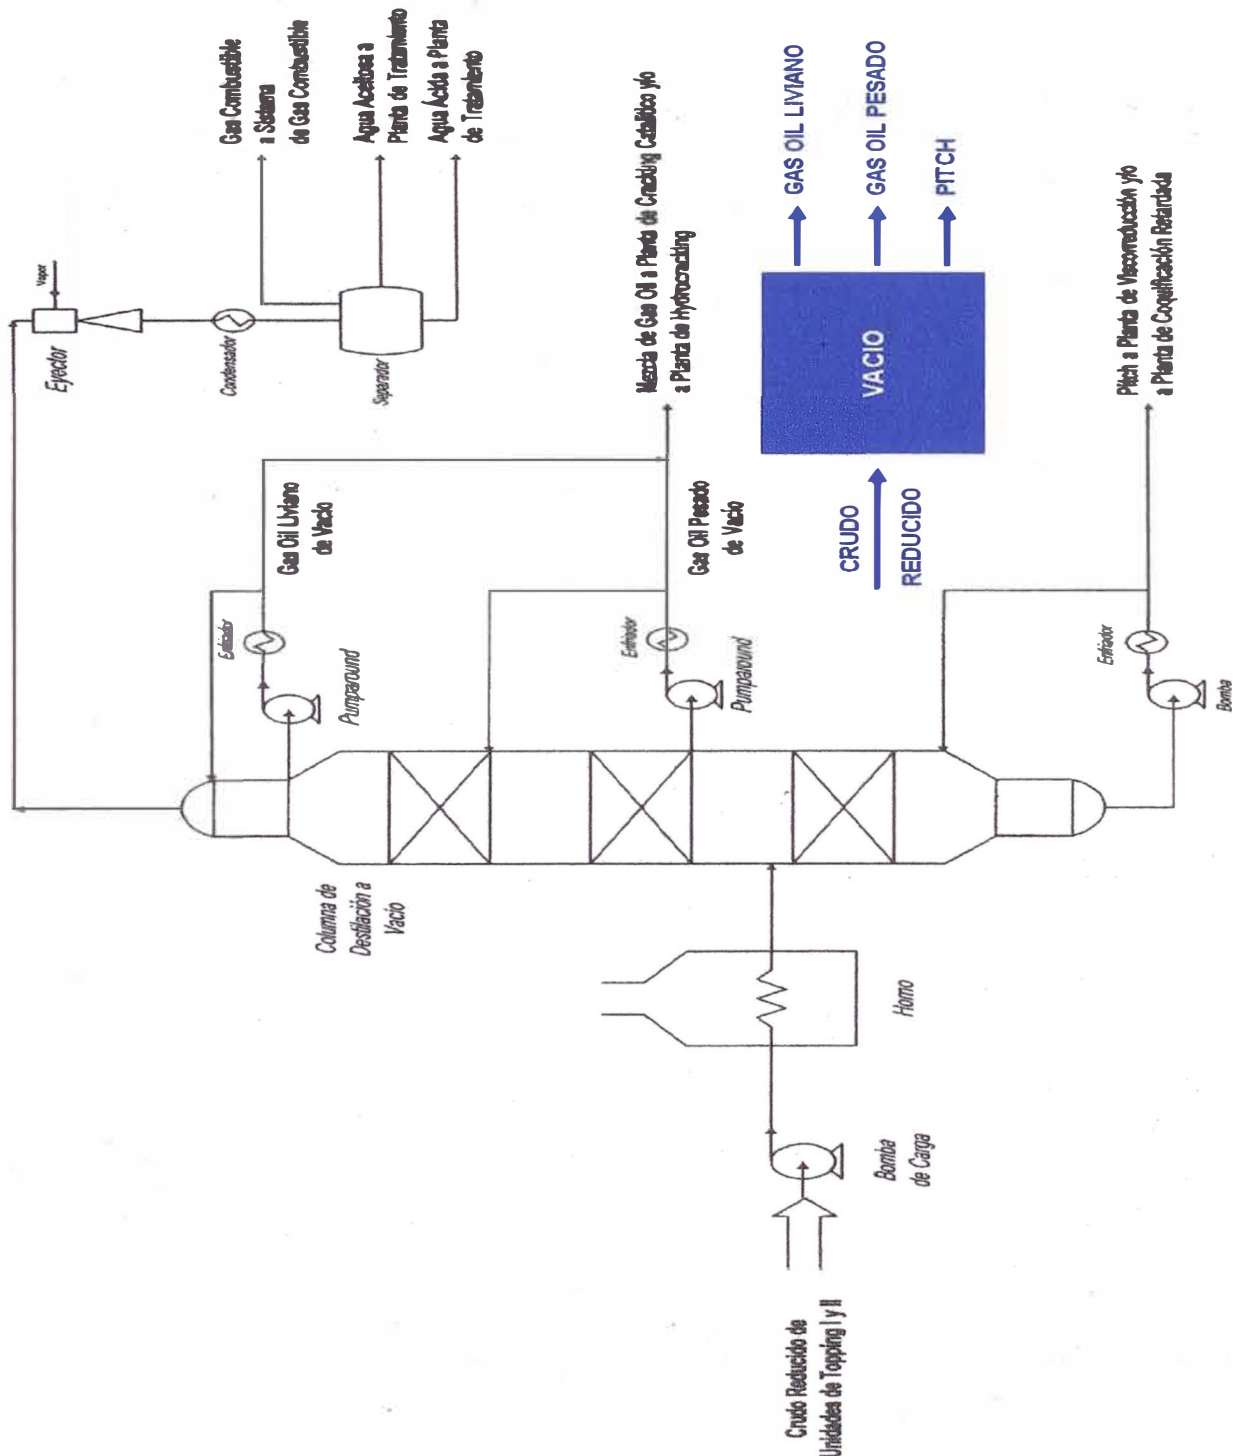 Gas Combustible
a Sistema
de Gas Combustible
Agua Aceitosa a
Planta de Tratamiento
Agua Ácida a Planta
de Tratamiento
Vapor
Eyector
Condensador
Separador
Mezcla de Gas Oil a Planta de Cracking Catalítico y/o
a Planta de Hydrocracking
Gas Oil Liviano
de Vacío
Enfriador
Pumparound
Gas Oil Pesado
de Vacío
Enfriador
Pumparound
Pitch a Planta de Viscorreducción y/o
a Planta de Coquificación Retardada
Enfriador
Bomba
Columna de
Destilación a
Vacío
Horno
Bomba
de Carga
Crudo Reducido de
Unidades de Topping I y II
CRUDO
REDUCIDO
VACIO
GAS OIL LIVIANO
GAS OIL PESADO
PITCH